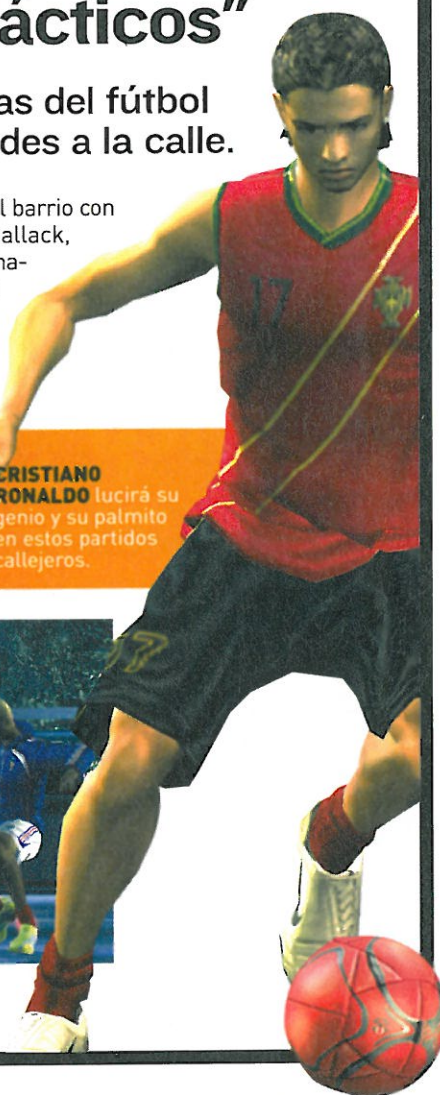 ácticos”
as del fútbol
des a la calle.
l barrio con
allack,
na-
CRISTIANO
RONALDO lucirá su
genio y su palmito
en estos partidos
callejeros.
17
17